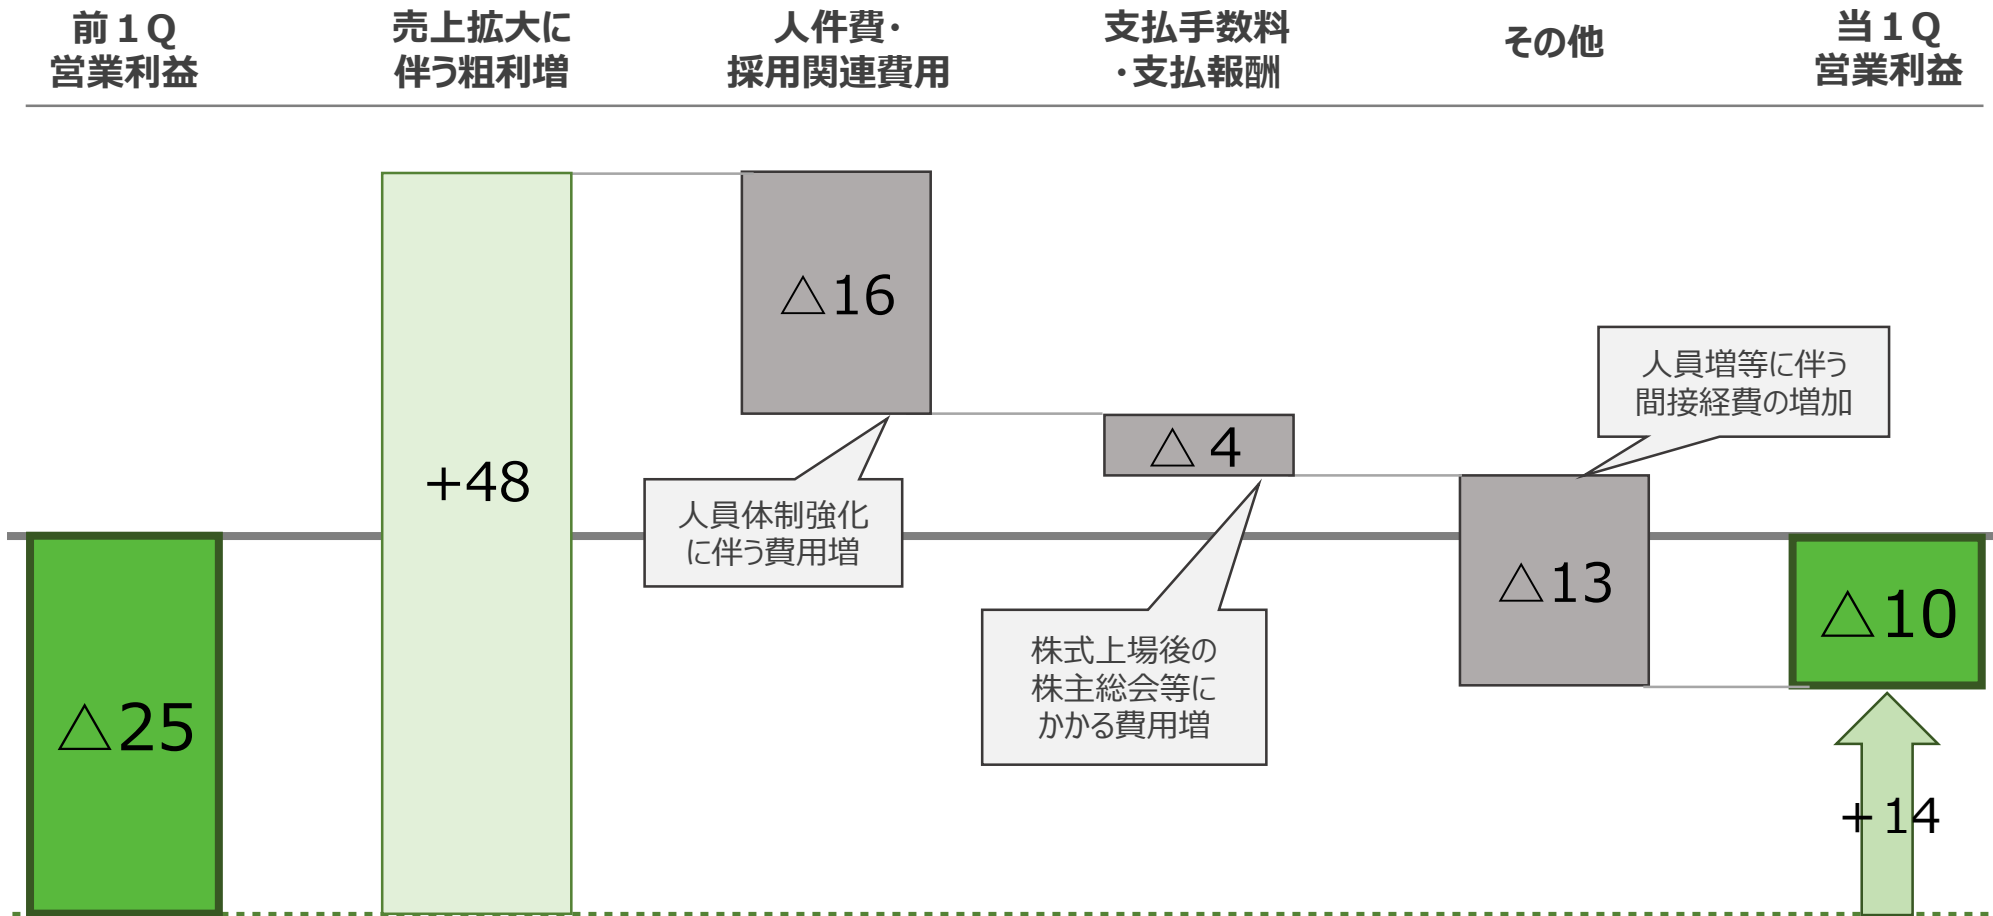 前１Q
営業利益
売上拡大に
伴う粗利増
人件費・
採用関連費用
支払手数料
・支払報酬
その他
当１Q
営業利益
△25
+48
△16
人員体制強化
に伴う費用増
△ 4
株式上場後の
株主総会等に
かかる費用増
△13
人員増等に伴う
間接経費の増加
△10
＋14